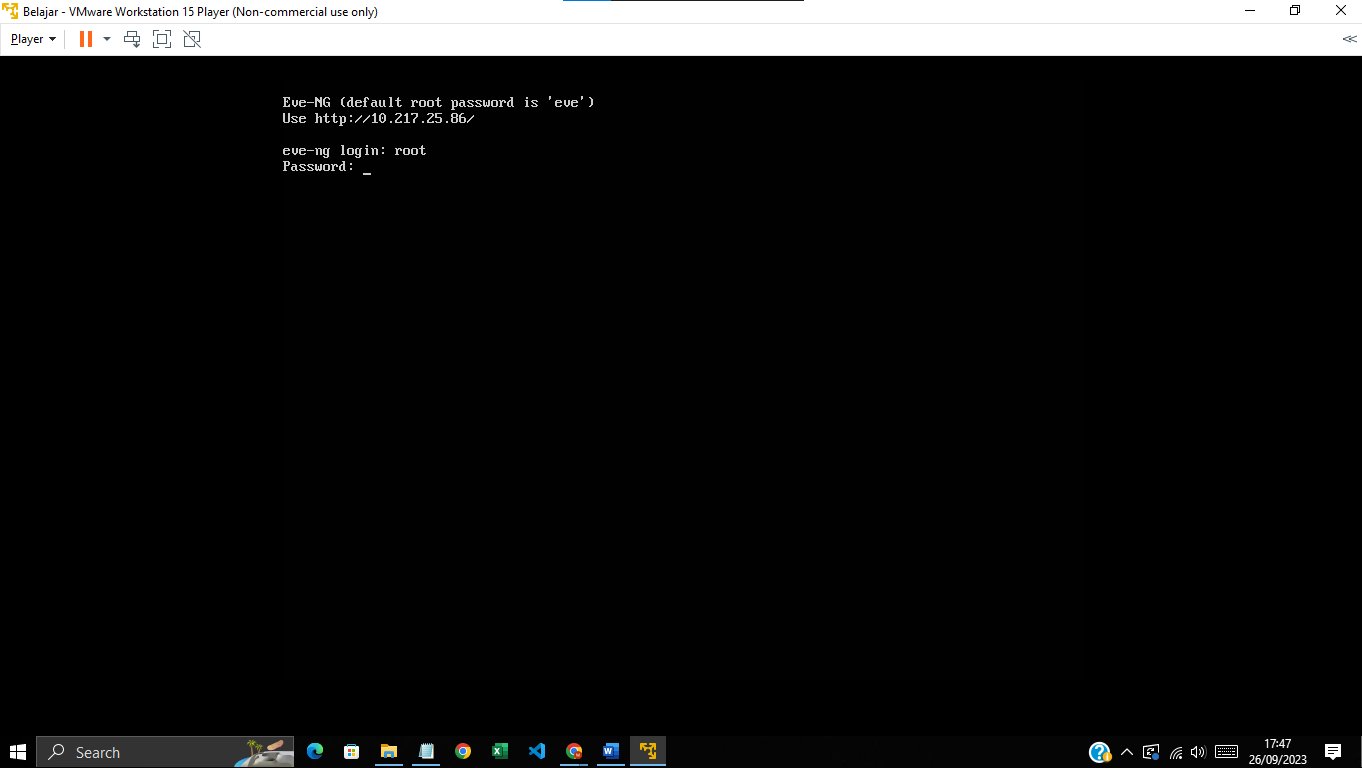 Belajar - VMware Workstation 15 Player (Non-commercial use only)
Player
Eve-NG (default root password is 'eve')
Use http://10.217.25.86/
eve-ng login: root
Password: _
Search
17:47
26/09/2023